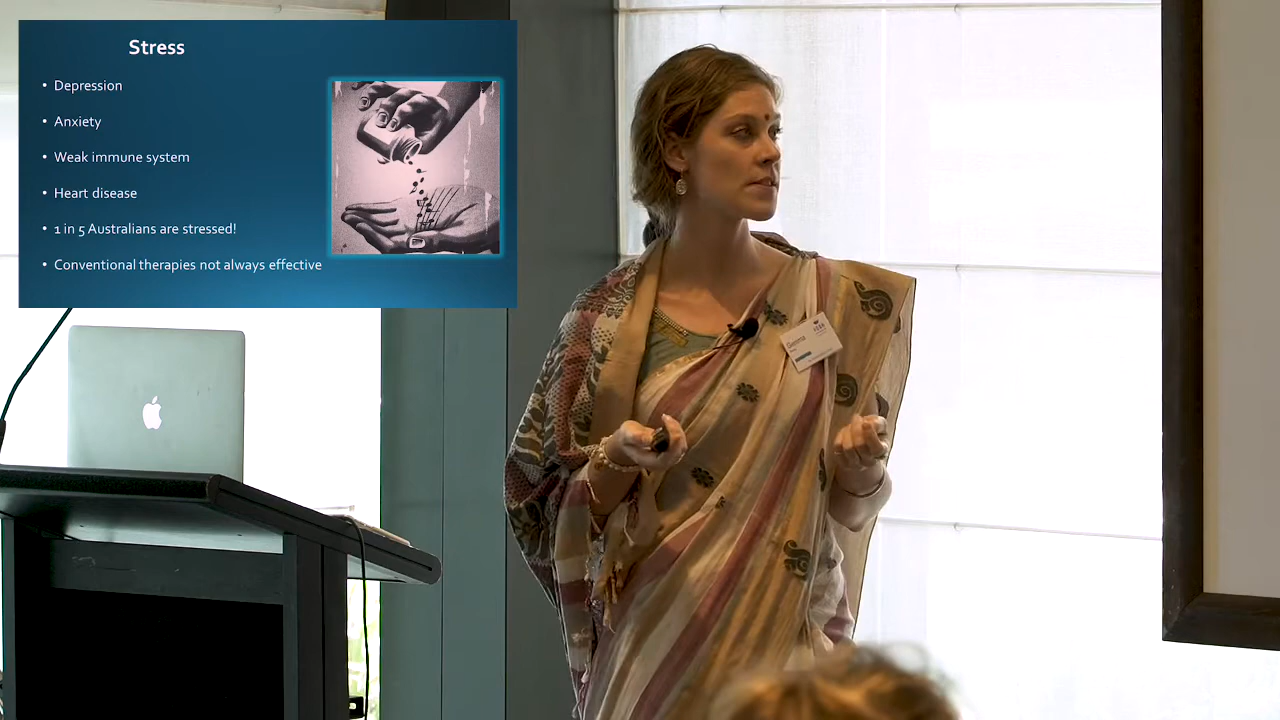 Stress
• Depression
• Anxiety
• Weak immune system
• Heart disease
• 1 in 5 Australians are stressed!
• Conventional therapies not always effective